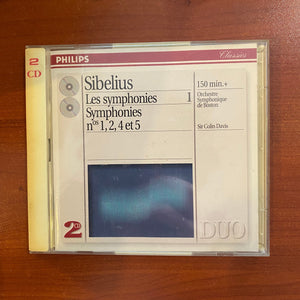 2
CD
PHILIPS
Classics
Sibelius
Les symphonies 1
Symphonies
nos 1, 2, 4 et 5
150 min.+
Orchestre
Symphonique
de Boston
Sir Colin Davis
2 CD
DUO